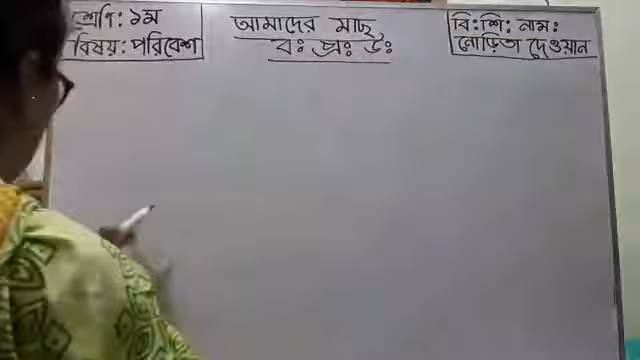 শ্রেণি: ১ম
বিষয়: পরিবেশ
আমাদের মাছ
ব: প্র: উ:
বি: শি: নাম:
নোড়িতা দেওয়ান